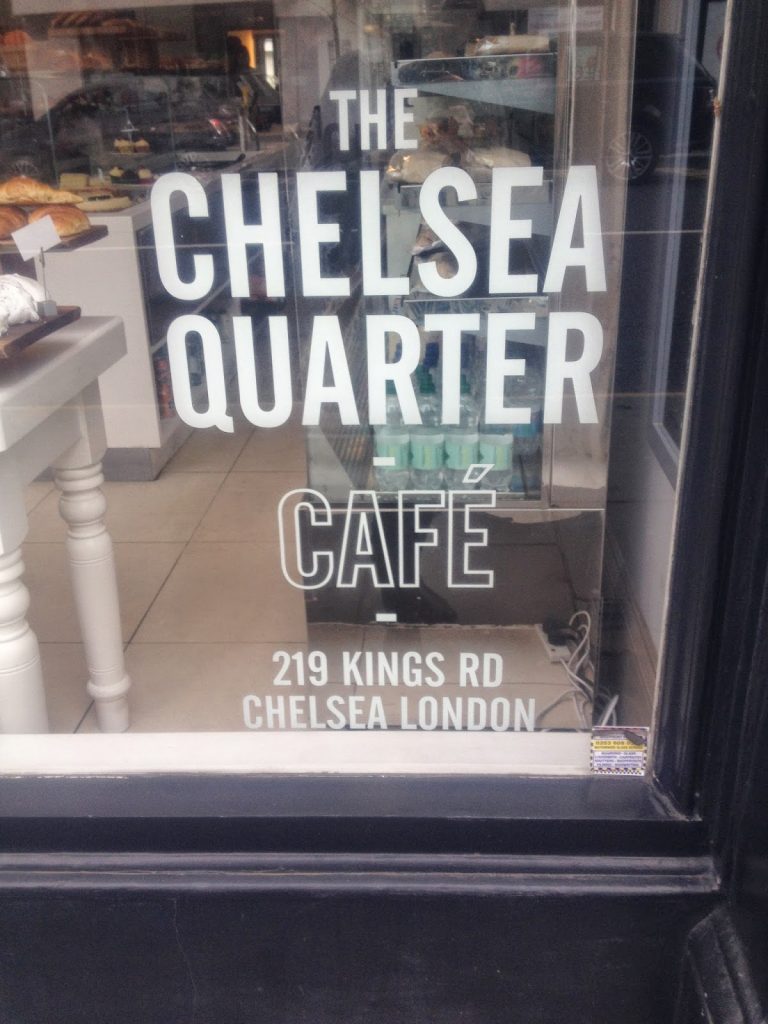 THE
CHELSEA
QUARTER
-
CAFÉ
-
219 KINGS RD
CHELSEA LONDON